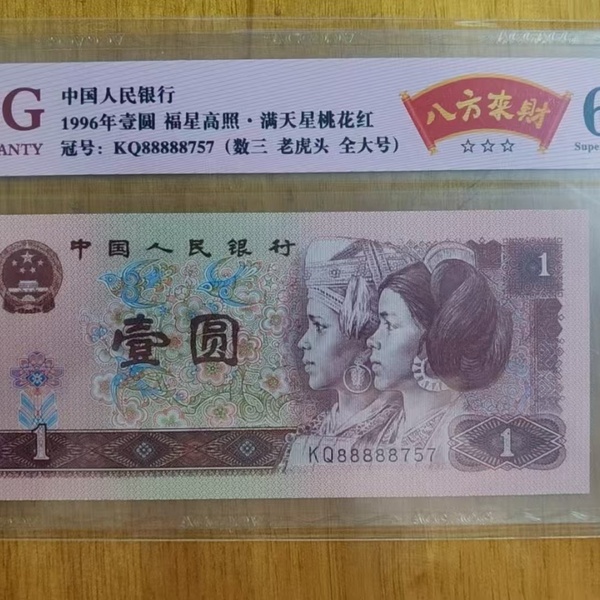 G
中国人民银行
1996年壹圆 福星高照·满天星桃花红
冠号：KQ88888757（数三 老虎头 全大号）
ANTY
八方来财
☆☆☆
6
Supe
中国人民银行
1
壹圆
1
KQ88888757
1